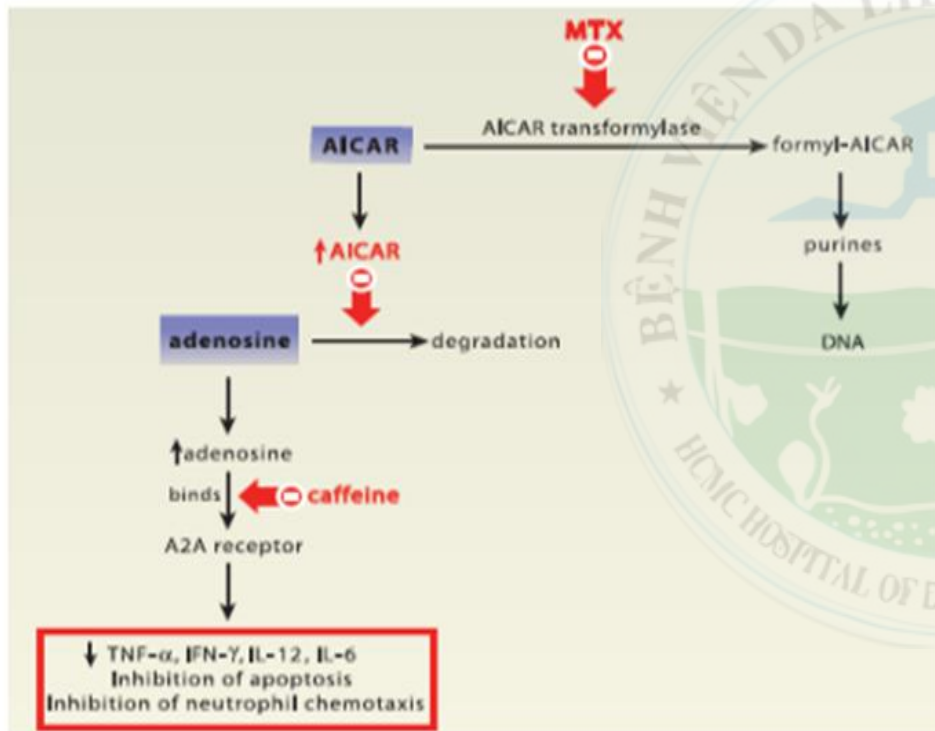 MTX
AICAR transformylase
AICAR
formyl-AICAR
↑AICAR
purines
adenosine
degradation
DNA
↑adenosine
binds
caffeine
A2A receptor
↓ TNF-α, IFN-γ, IL-12, IL-6
Inhibition of apoptosis
Inhibition of neutrophil chemotaxis
BỆNH VIỆN DA LI
★ HCMC HOSPITAL OF